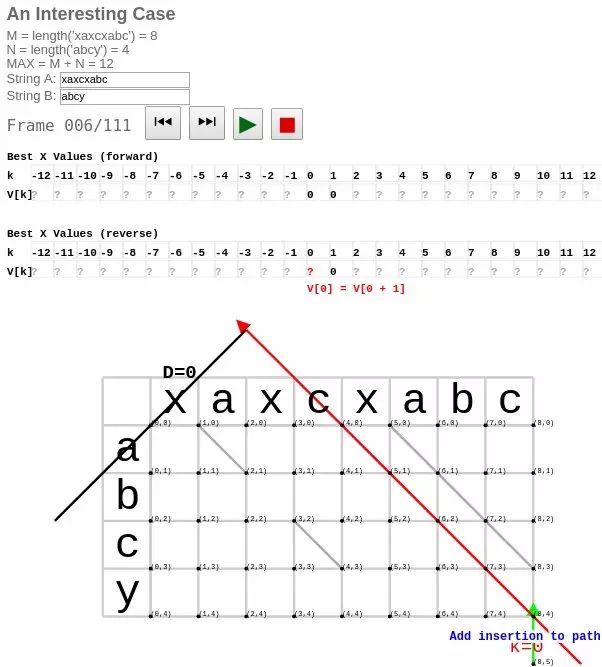 An Interesting Case
M = length('xaxcxabc') = 8
N = length('abcy') = 4
MAX = M + N = 12
String A: xaxcxabc
String B: abcy
Frame 006/111
Best X Values (forward)
k -12 -11 -10 -9 -8 -7 -6 -5 -4 -3 -2 -1 0 1 2 3 4 5 6 7 8 9 10 11 12
V[k] ? ? ? ? ? ? ? ? ? ? ? ? 0 0 ? ? ? ? ? ? ? ? ? ? ?
Best X Values (reverse)
k -12 -11 -10 -9 -8 -7 -6 -5 -4 -3 -2 -1 0 1 2 3 4 5 6 7 8 9 10 11 12
V[k] ? ? ? ? ? ? ? ? ? ? ? ? ? 0 ? ? ? ? ? ? ? ? ? ? ?
V[0] = V[0 + 1]
D=0
x a x c x a b c
(0,0) (1,0) (2,0) (3,0) (4,0) (5,0) (6,0) (7,0) (8,0)
a
(0,1) (1,1) (2,1) (3,1) (4,1) (5,1) (6,1) (7,1) (8,1)
b
(0,2) (1,2) (2,2) (3,2) (4,2) (5,2) (6,2) (7,2) (8,2)
c
(0,3) (1,3) (2,3) (3,3) (4,3) (5,3) (6,3) (7,3) (8,3)
y
(0,4) (1,4) (2,4) (3,4) (4,4) (5,4) (6,4) (7,4) (8,4)
Add insertion to path
K=0
(8,5)